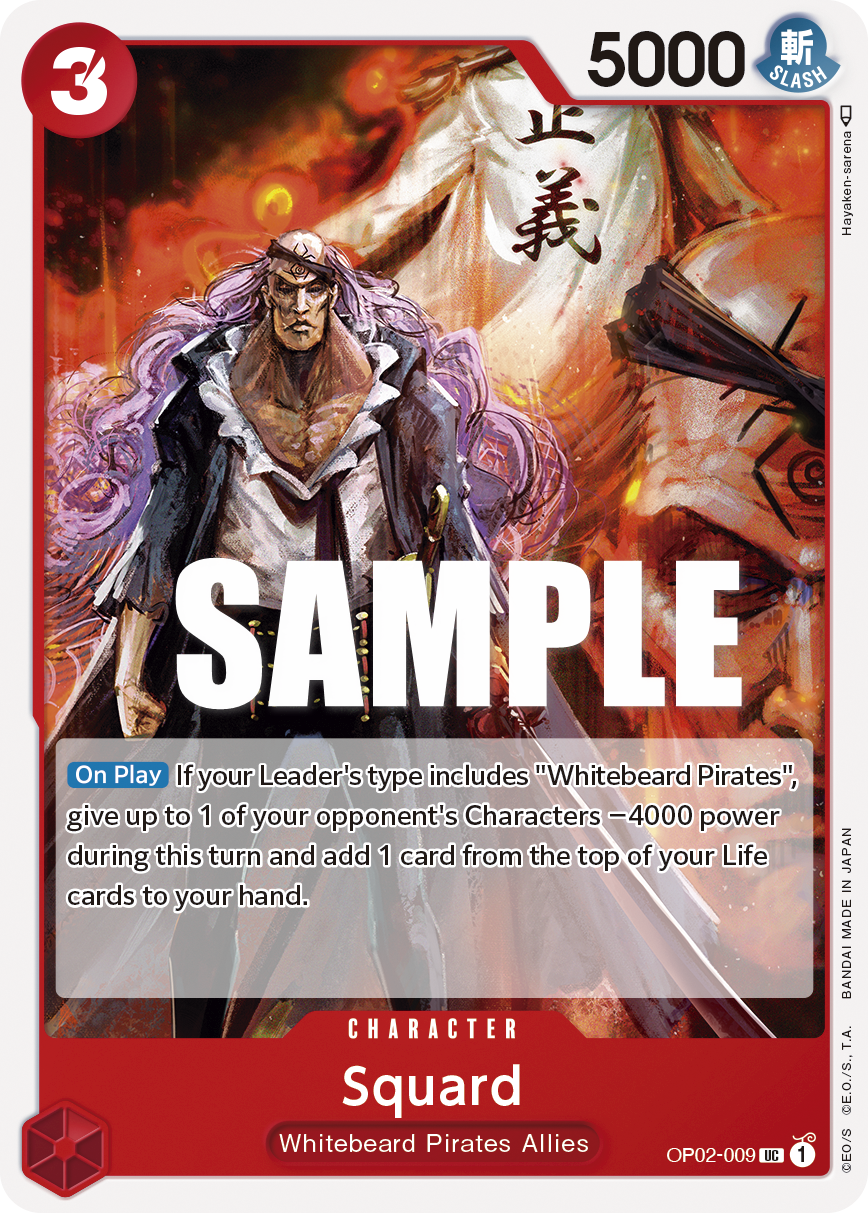 3
5000
斬
SLASH
正
義
Hayaken-sarena
SAMPLE
On Play If your Leader's type includes "Whitebeard Pirates",
give up to 1 of your opponent's Characters −4000 power
during this turn and add 1 card from the top of your Life
cards to your hand.
CHARACTER
Squard
Whitebeard Pirates Allies
OP02-009 UC 1
©EO/S ©E.O./S., T.A. BANDAI MADE IN JAPAN